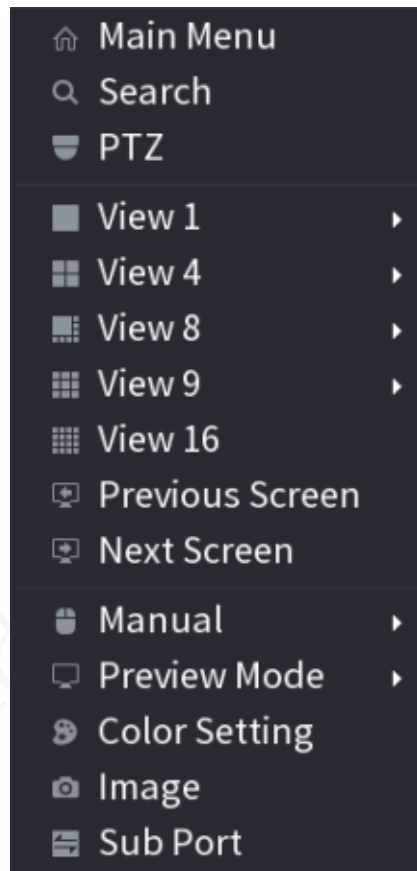 Main Menu
Search
PTZ
View 1
View 4
View 8
View 9
View 16
Previous Screen
Next Screen
Manual
Preview Mode
Color Setting
Image
Sub Port